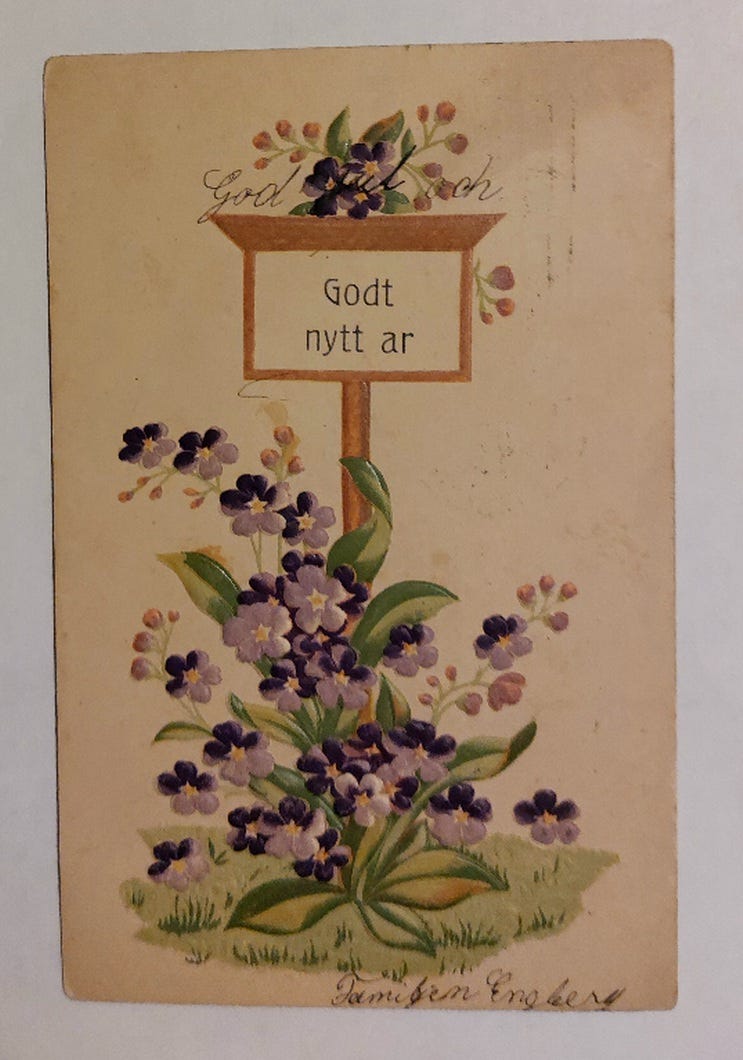 God Jul och
Godt
nytt ar
Familjen Engberg